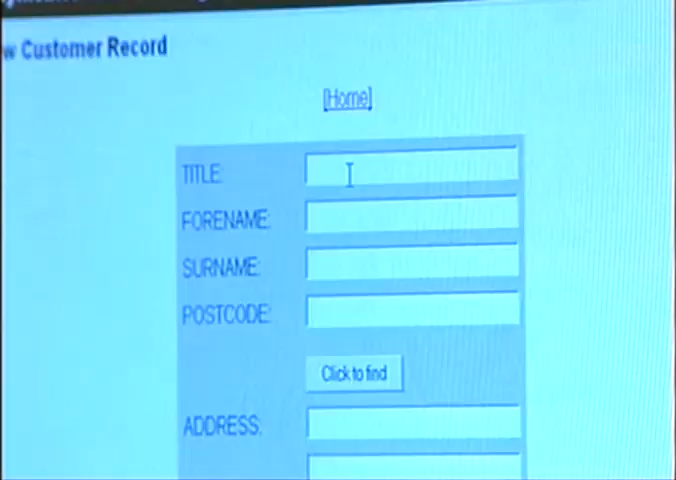 w Customer Record
[Home]
TITLE:
FORENAME:
SURNAME:
POSTCODE:
Click to find
ADDRESS: